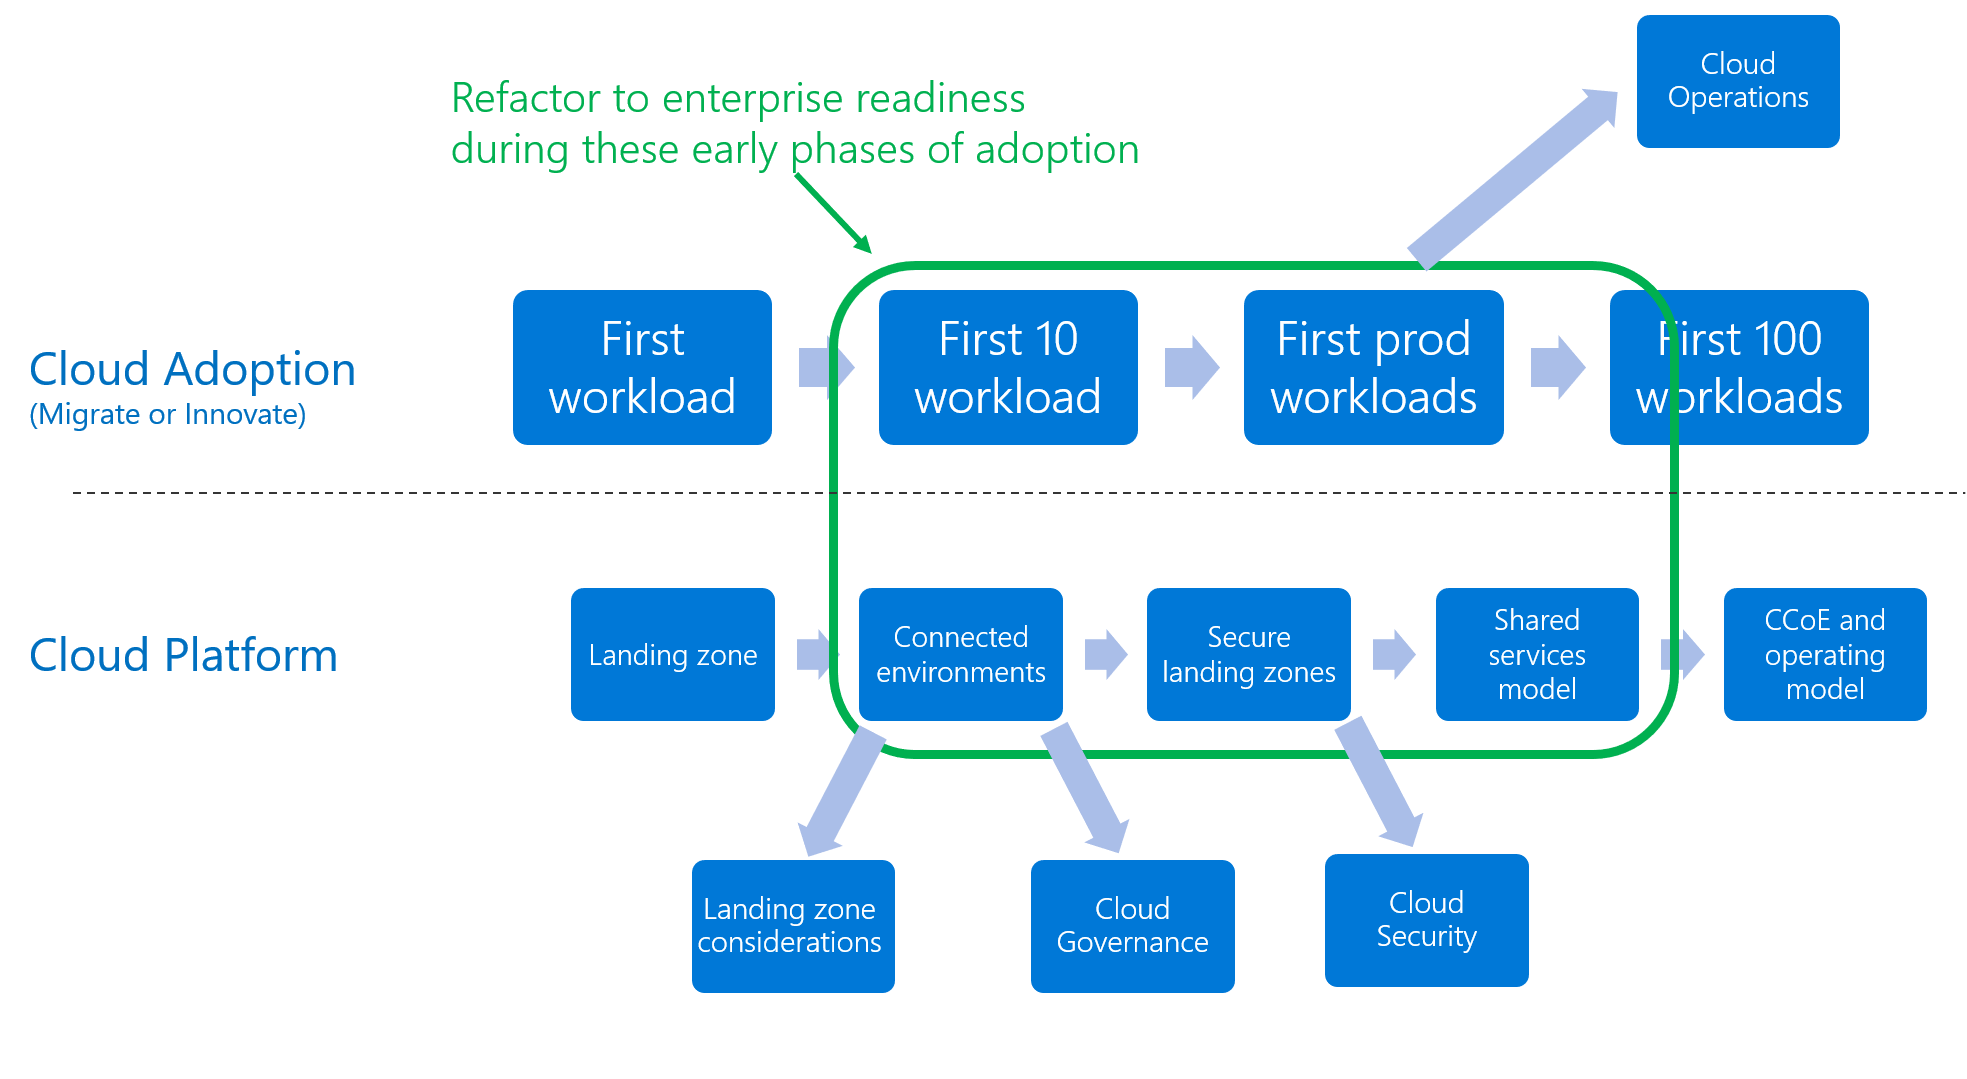 Cloud
Operations
Refactor to enterprise readiness
during these early phases of adoption
Cloud Adoption
(Migrate or Innovate)
First
workload
First 10
workload
First prod
workloads
First 100
workloads
Cloud Platform
Landing zone
Connected
environments
Secure
landing zones
Shared
services
model
CCoE and
operating
model
Landing zone
considerations
Cloud
Governance
Cloud
Security